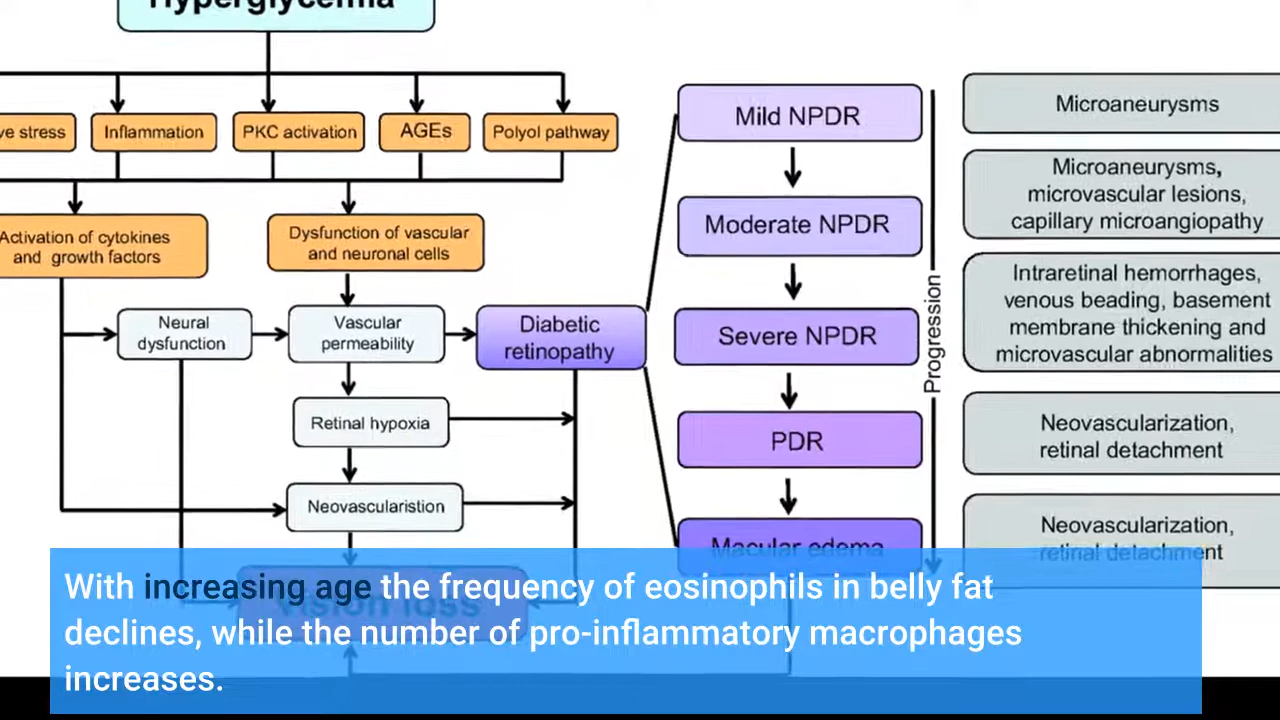 Hyperglycemia
ve stress
Inflammation
PKC activation
AGEs
Polyol pathway
Activation of cytokines
and growth factors
Dysfunction of vascular
and neuronal cells
Neural
dysfunction
Vascular
permeability
Diabetic
retinopathy
Retinal hypoxia
Neovascularistion
Vision loss
Mild NPDR
Moderate NPDR
Severe NPDR
PDR
Macular edema
Progression
Microaneurysms
Microaneurysms,
microvascular lesions,
capillary microangiopathy
Intraretinal hemorrhages,
venous beading, basement
membrane thickening and
microvascular abnormalities
Neovascularization,
retinal detachment
Neovascularization,
retinal detachment
With increasing age the frequency of eosinophils in belly fat
declines, while the number of pro-inflammatory macrophages
increases.